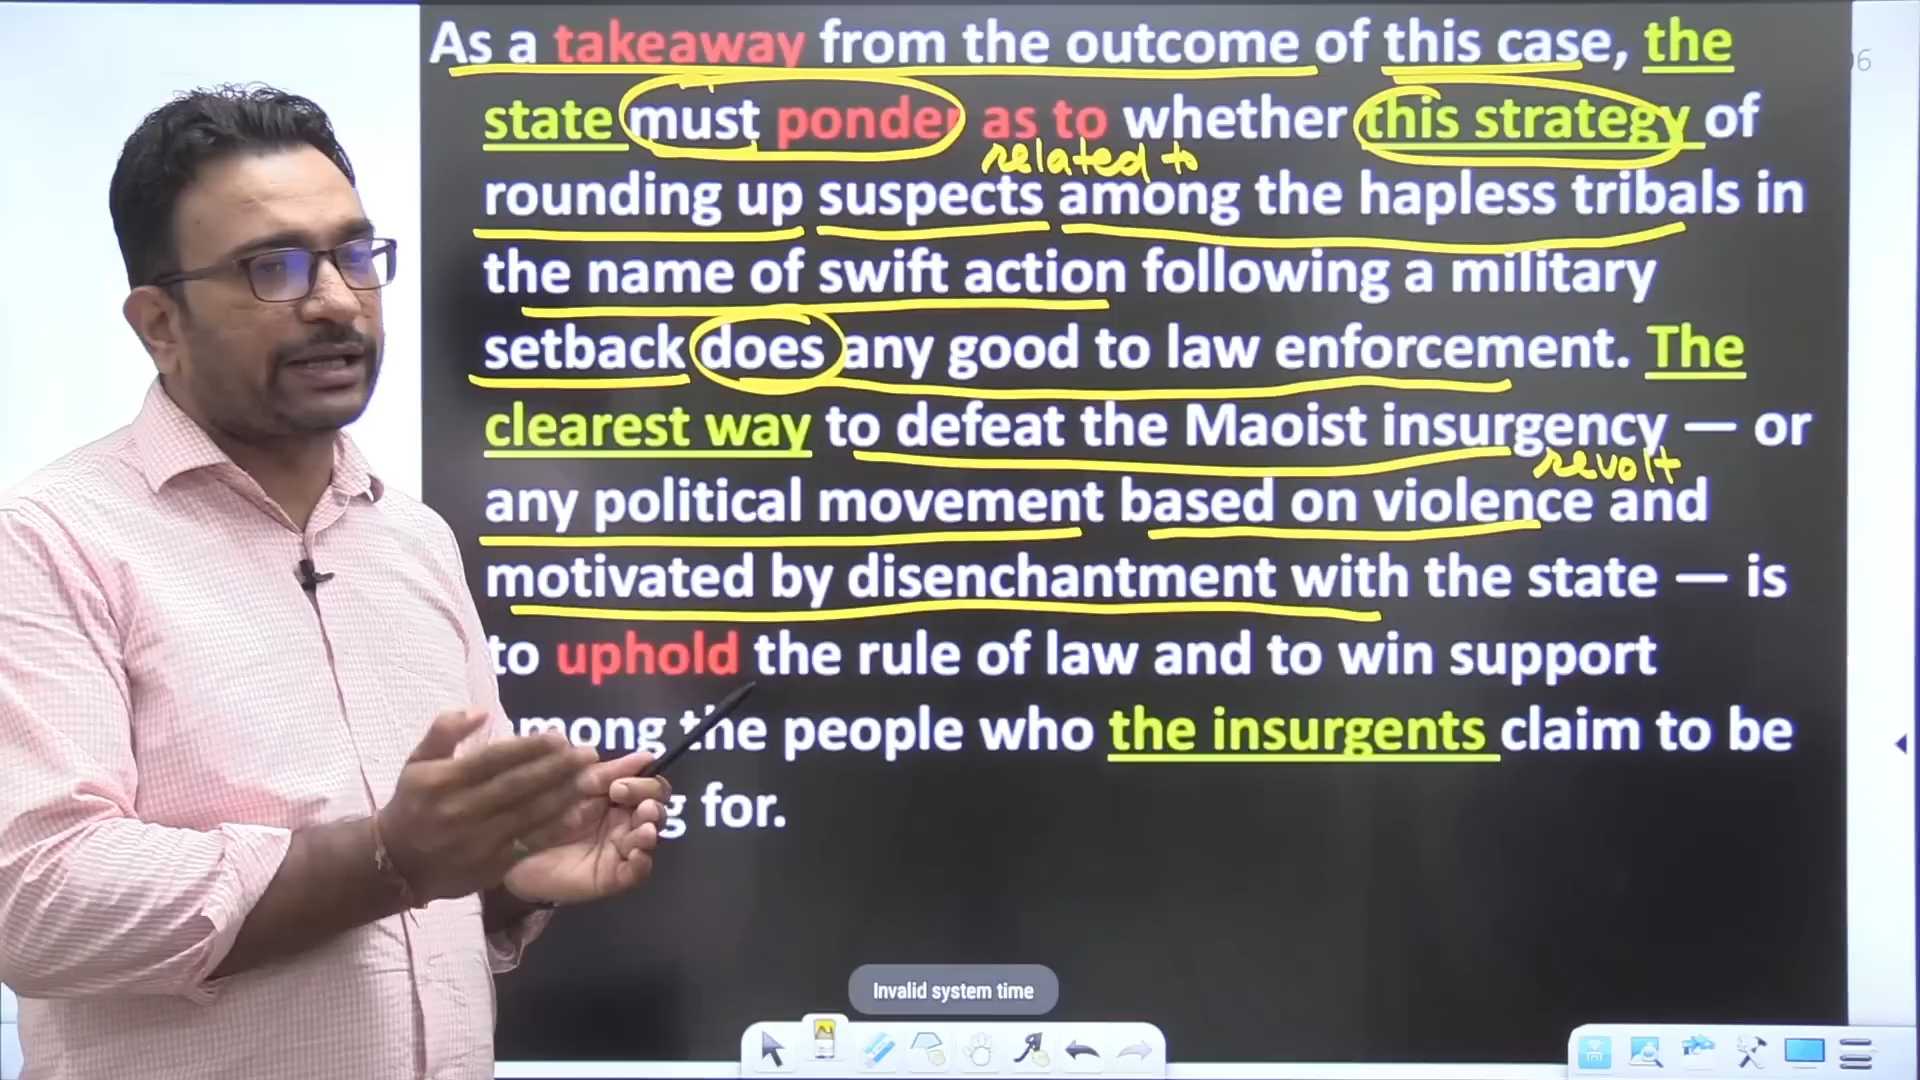 As a takeaway from the outcome of this case, the
state must ponder as to whether this strategy of
related to
rounding up suspects among the hapless tribals in
the name of swift action following a military
setback does any good to law enforcement. The
clearest way to defeat the Maoist insurgency — or
revolt
any political movement based on violence and
motivated by disenchantment with the state — is
to uphold the rule of law and to win support
among the people who the insurgents claim to be
for.
Invalid system time